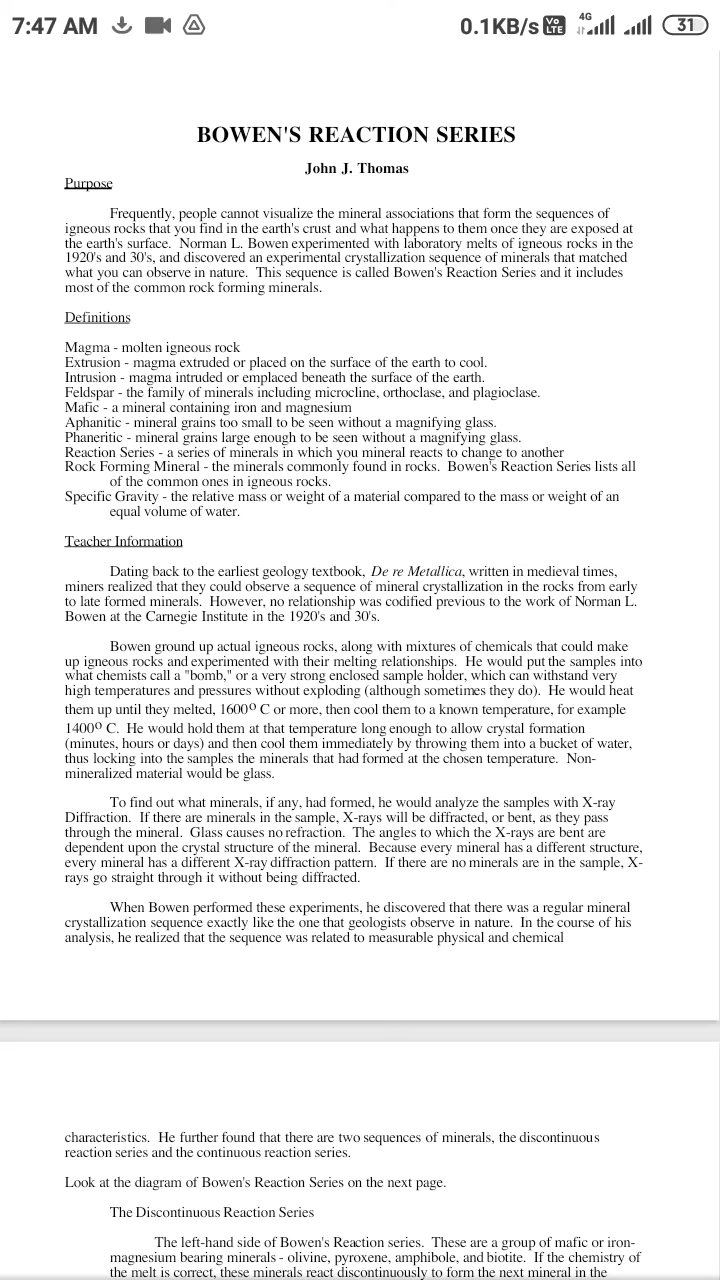 7:47 AM
0.1KB/s Vo LTE 4G 31
BOWEN'S REACTION SERIES
John J. Thomas
Purpose
Frequently, people cannot visualize the mineral associations that form the sequences of
igneous rocks that you find in the earth's crust and what happens to them once they are exposed at
the earth's surface. Norman L. Bowen experimented with laboratory melts of igneous rocks in the
1920's and 30's, and discovered an experimental crystallization sequence of minerals that matched
what you can observe in nature. This sequence is called Bowen's Reaction Series and it includes
most of the common rock forming minerals.
Definitions
Magma - molten igneous rock
Extrusion - magma extruded or placed on the surface of the earth to cool.
Intrusion - magma intruded or emplaced beneath the surface of the earth.
Feldspar - the family of minerals including microcline, orthoclase, and plagioclase.
Mafic - a mineral containing iron and magnesium
Aphanitic - mineral grains too small to be seen without a magnifying glass.
Phaneritic - mineral grains large enough to be seen without a magnifying glass.
Reaction Series - a series of minerals in which you mineral reacts to change to another
Rock Forming Mineral - the minerals commonly found in rocks. Bowen's Reaction Series lists all
of the common ones in igneous rocks.
Specific Gravity - the relative mass or weight of a material compared to the mass or weight of an
equal volume of water.
Teacher Information
Dating back to the earliest geology textbook, De re Metallica, written in medieval times,
miners realized that they could observe a sequence of mineral crystallization in the rocks from early
to late formed minerals. However, no relationship was codified previous to the work of Norman L.
Bowen at the Carnegie Institute in the 1920's and 30's.
Bowen ground up actual igneous rocks, along with mixtures of chemicals that could make
up igneous rocks and experimented with their melting relationships. He would put the samples into
what chemists call a "bomb," or a very strong enclosed sample holder, which can withstand very
high temperatures and pressures without exploding (although sometimes they do). He would heat
them up until they melted, 1600º C or more, then cool them to a known temperature, for example
1400º C. He would hold them at that temperature long enough to allow crystal formation
(minutes, hours or days) and then cool them immediately by throwing them into a bucket of water,
thus locking into the samples the minerals that had formed at the chosen temperature. Non-
mineralized material would be glass.
To find out what minerals, if any, had formed, he would analyze the samples with X-ray
Diffraction. If there are minerals in the sample, X-rays will be diffracted, or bent, as they pass
through the mineral. Glass causes no refraction. The angles to which the X-rays are bent are
dependent upon the crystal structure of the mineral. Because every mineral has a different structure,
every mineral has a different X-ray diffraction pattern. If there are no minerals are in the sample, X-
rays go straight through it without being diffracted.
When Bowen performed these experiments, he discovered that there was a regular mineral
crystallization sequence exactly like the one that geologists observe in nature. In the course of his
analysis, he realized that the sequence was related to measurable physical and chemical
characteristics. He further found that there are two sequences of minerals, the discontinuous
reaction series and the continuous reaction series.
Look at the diagram of Bowen's Reaction Series on the next page.
The Discontinuous Reaction Series
The left-hand side of Bowen's Reaction series. These are a group of mafic or iron-
magnesium bearing minerals - olivine, pyroxene, amphibole, and biotite. If the chemistry of
the melt is correct, these minerals react discontinuously to form the next mineral in the